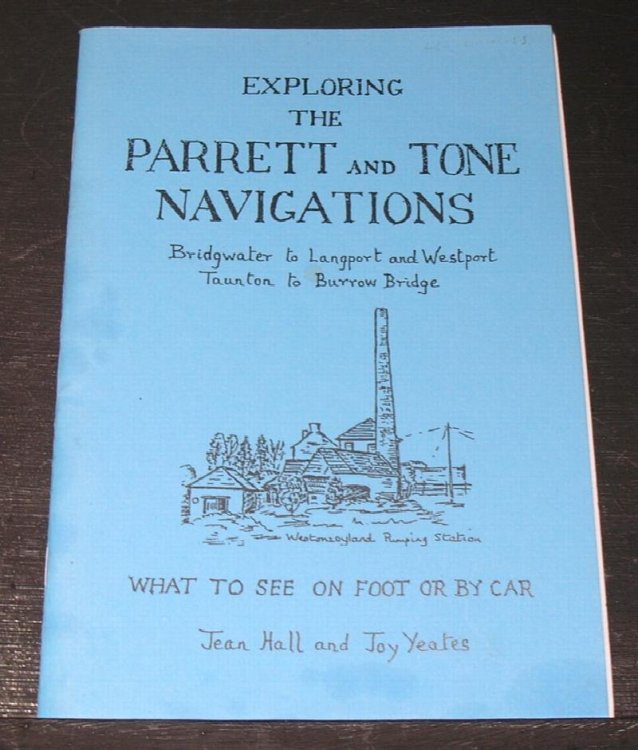 EXPLORING
THE
PARRETT AND TONE
NAVIGATIONS
Bridgwater to Langport and Westport
Taunton to Burrow Bridge
Westonzoyland Pumping Station
WHAT TO SEE ON FOOT OR BY CAR
Jean Hall and Joy Yeates